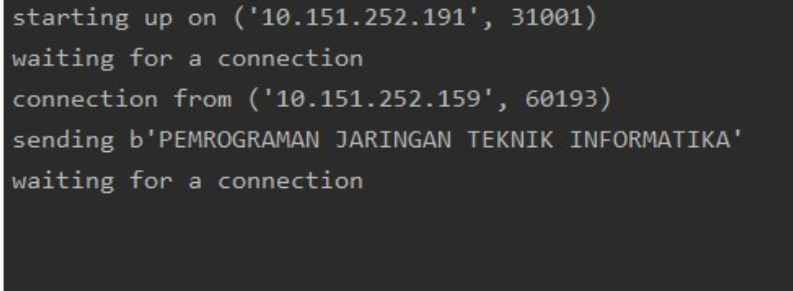 starting up on ('10.151.252.191', 31001)
waiting for a connection
connection from ('10.151.252.159', 60193)
sending b'PEMROGRAMAN JARINGAN TEKNIK INFORMATIKA'
waiting for a connection